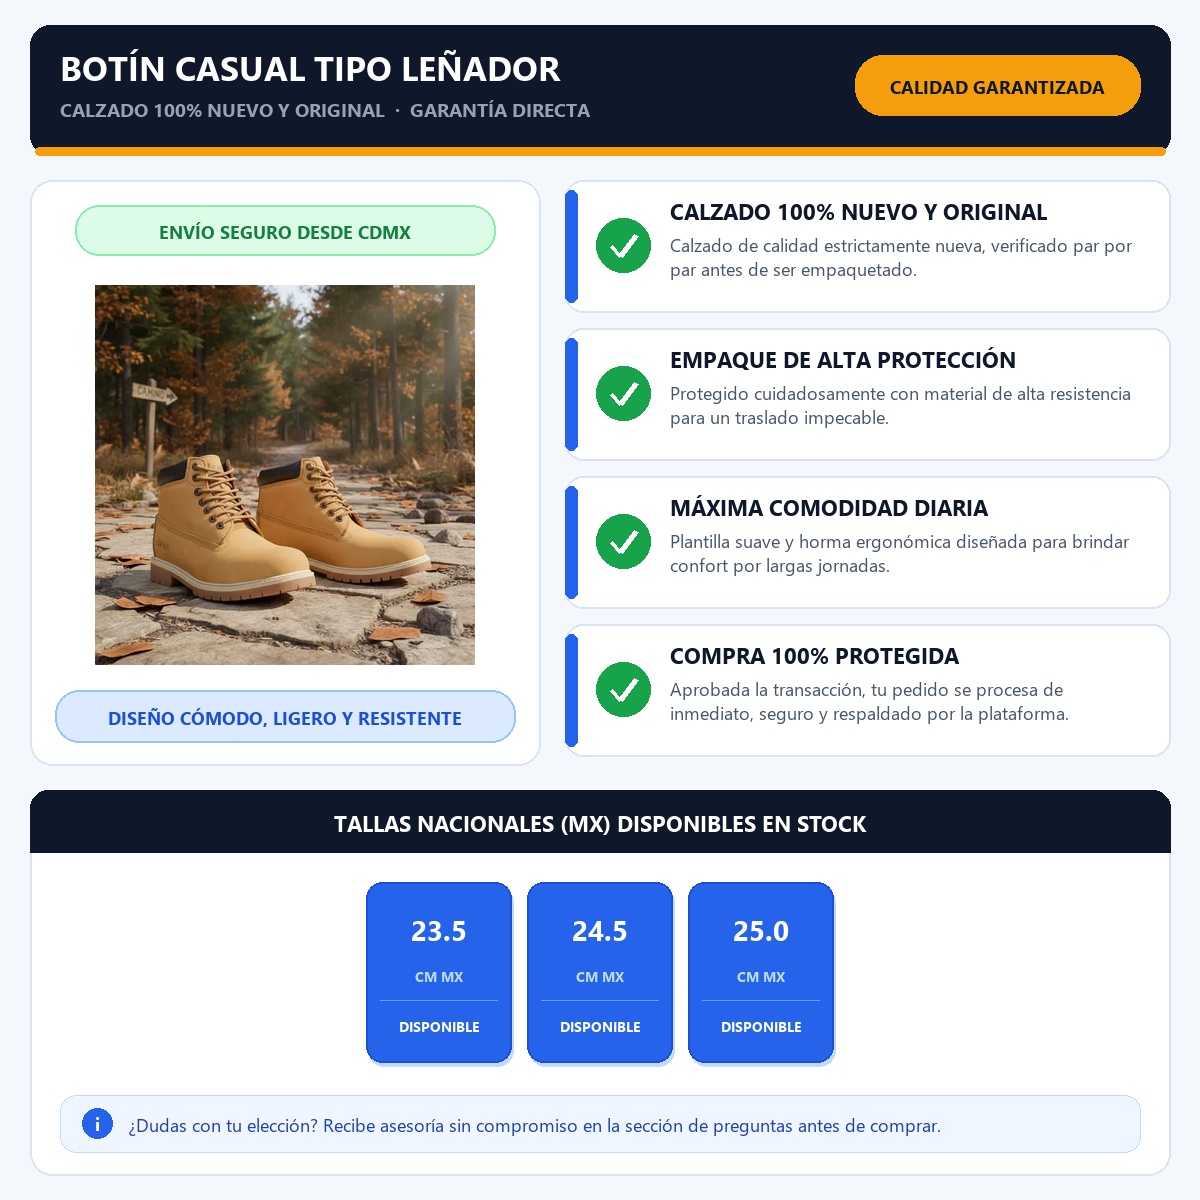 BOTÍN CASUAL TIPO LEÑADOR
CALZADO 100% NUEVO Y ORIGINAL · GARANTÍA DIRECTA
CALIDAD GARANTIZADA
ENVÍO SEGURO DESDE CDMX
CAMINO
DISEÑO CÓMODO, LIGERO Y RESISTENTE
CALZADO 100% NUEVO Y ORIGINAL
Calzado de calidad estrictamente nueva, verificado par por
par antes de ser empaquetado.
EMPAQUE DE ALTA PROTECCIÓN
Protegido cuidadosamente con material de alta resistencia
para un traslado impecable.
MÁXIMA COMODIDAD DIARIA
Plantilla suave y horma ergonómica diseñada para brindar
confort por largas jornadas.
COMPRA 100% PROTEGIDA
Aprobada la transacción, tu pedido se procesa de
inmediato, seguro y respaldado por la plataforma.
TALLAS NACIONALES (MX) DISPONIBLES EN STOCK
23.5
CM MX
DISPONIBLE
24.5
CM MX
DISPONIBLE
25.0
CM MX
DISPONIBLE
¿Dudas con tu elección? Recibe asesoría sin compromiso en la sección de preguntas antes de comprar.